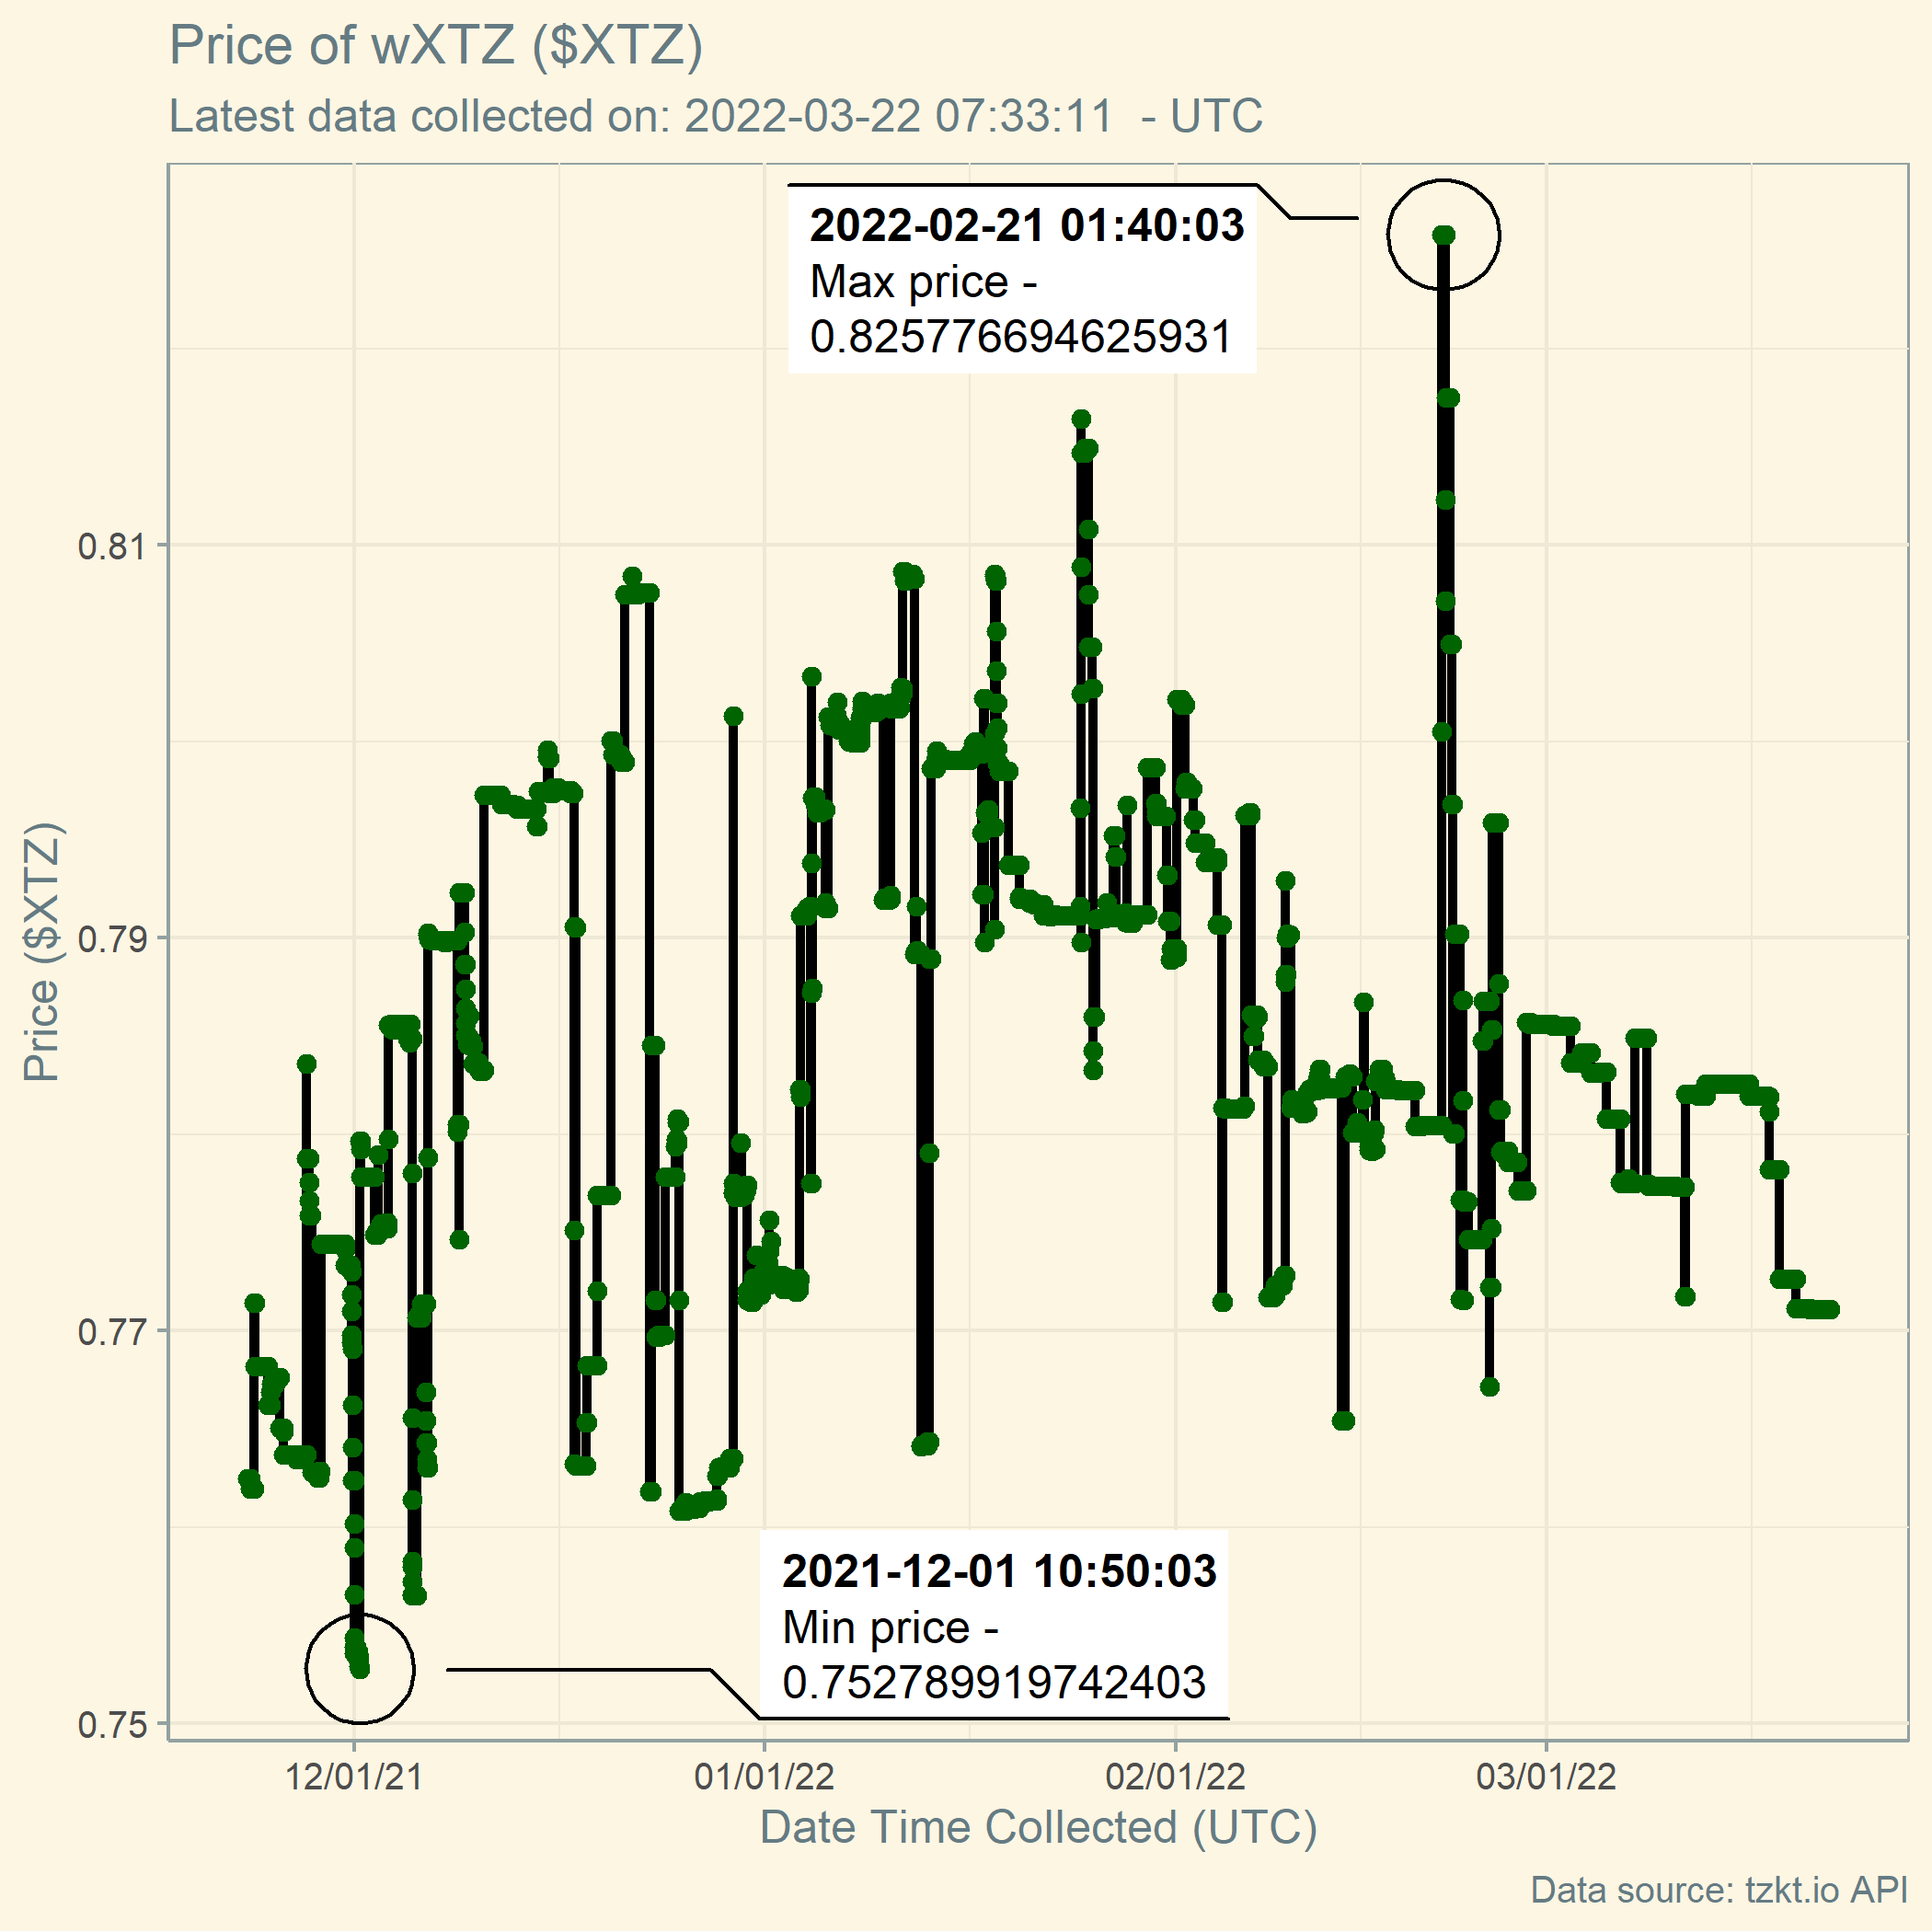 Price of wXTZ ($XTZ)
Latest data collected on: 2022-03-22 07:33:11  - UTC
2022-02-21 01:40:03
Max price -
0.825776694625931
0.81
0.79
0.77
0.75
Price ($XTZ)
2021-12-01 10:50:03
Min price -
0.752789919742403
12/01/21
01/01/22
02/01/22
03/01/22
Date Time Collected (UTC)
Data source: tzkt.io API